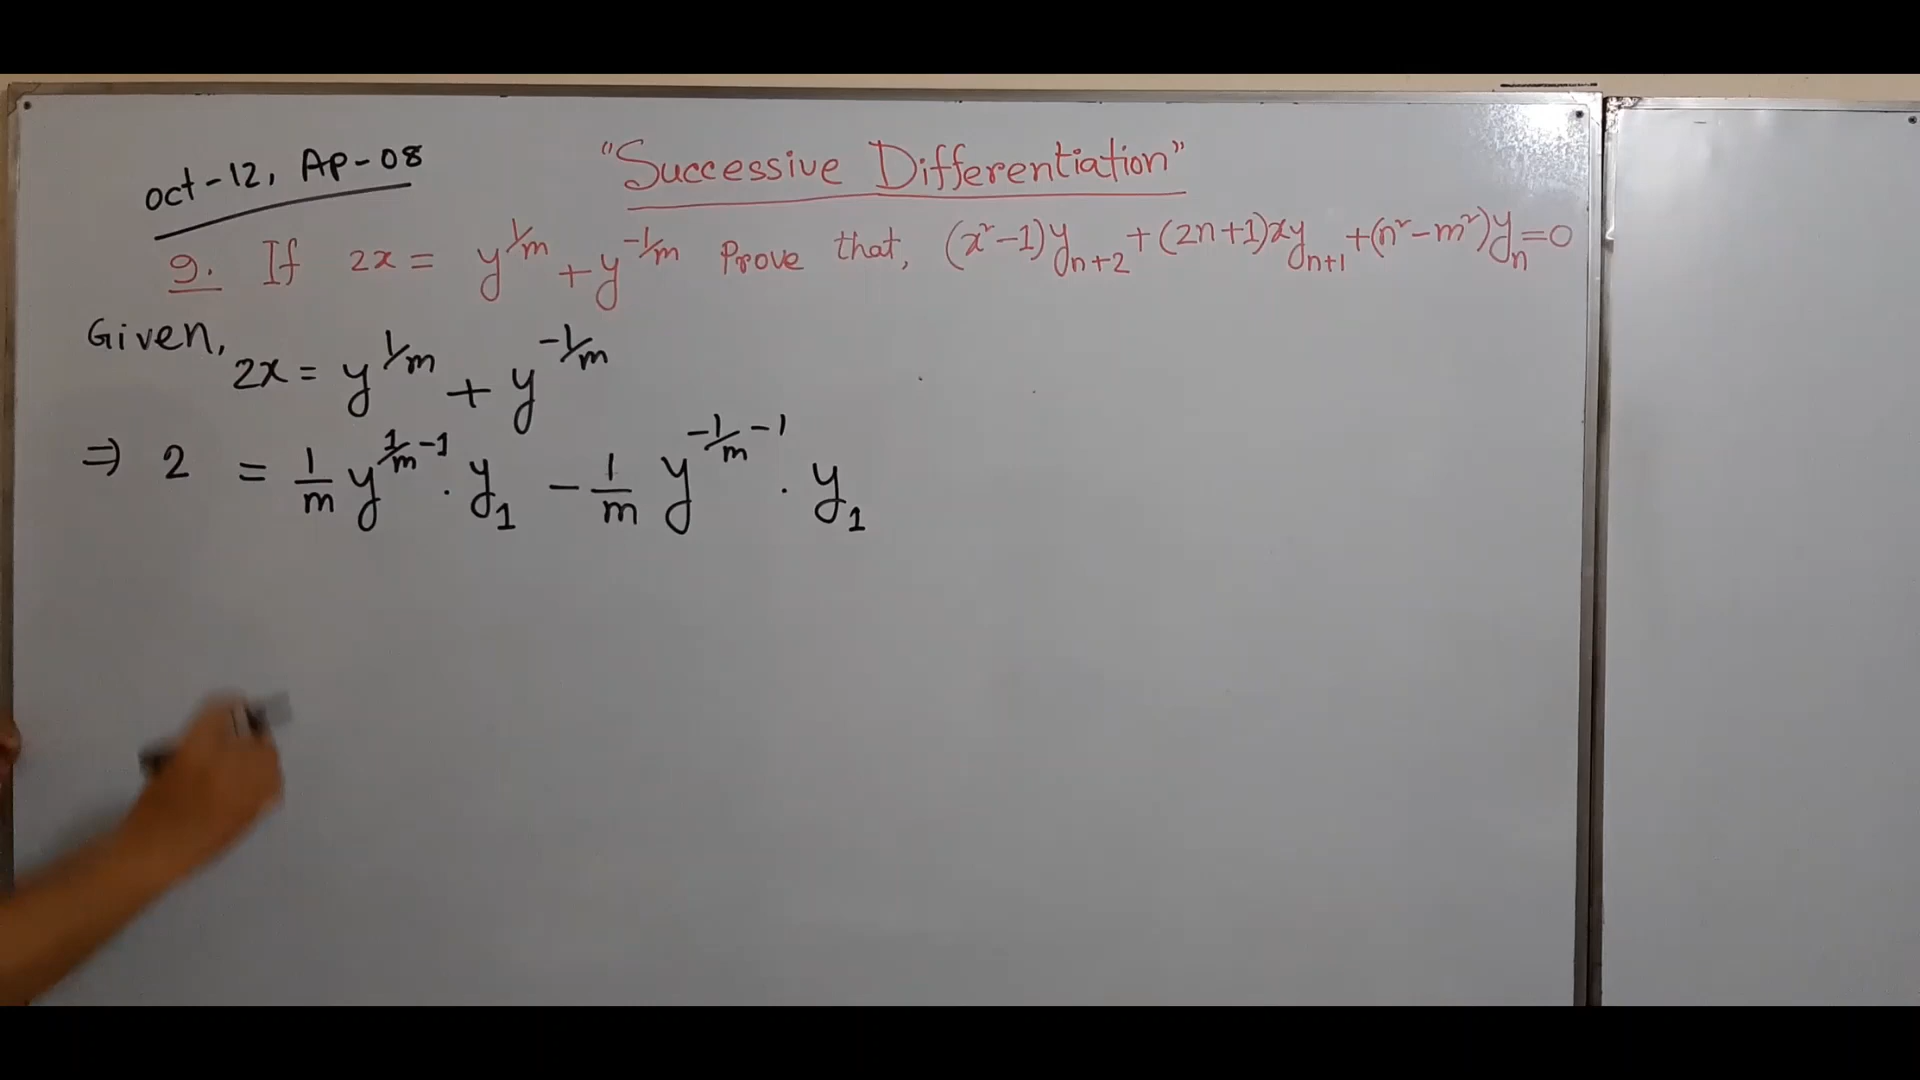 oct-12, Ap-08
"Successive Differentiation"
9. If 2x = y^{1/m} + y^{-1/m} Prove that, (x²-1)y_{n+2} + (2n+1)xy_{n+1} + (n²-m²)y_n = 0
Given,
2x = y^{1/m} + y^{-1/m}
⇒ 2 = 1/m y^{1/m -1} · y_1 - 1/m y^{-1/m -1} · y_1